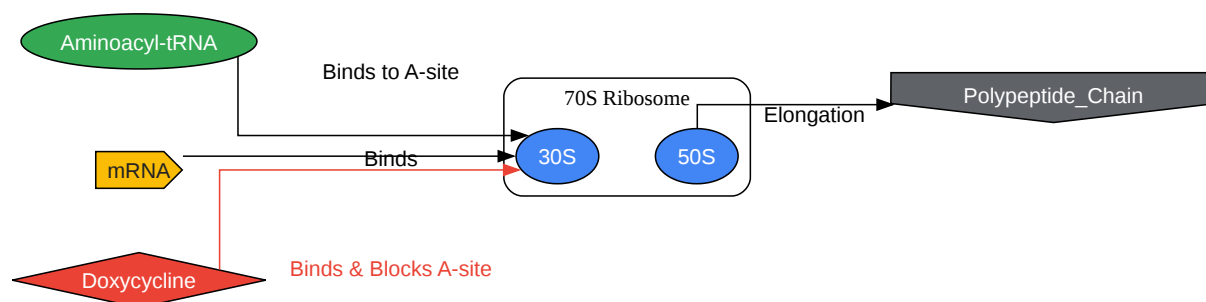 Aminoacyl-tRNA
Binds to A-site
70S Ribosome
Polypeptide_Chain
Elongation
mRNA
Binds
30S
50S
Doxycycline
Binds & Blocks A-site